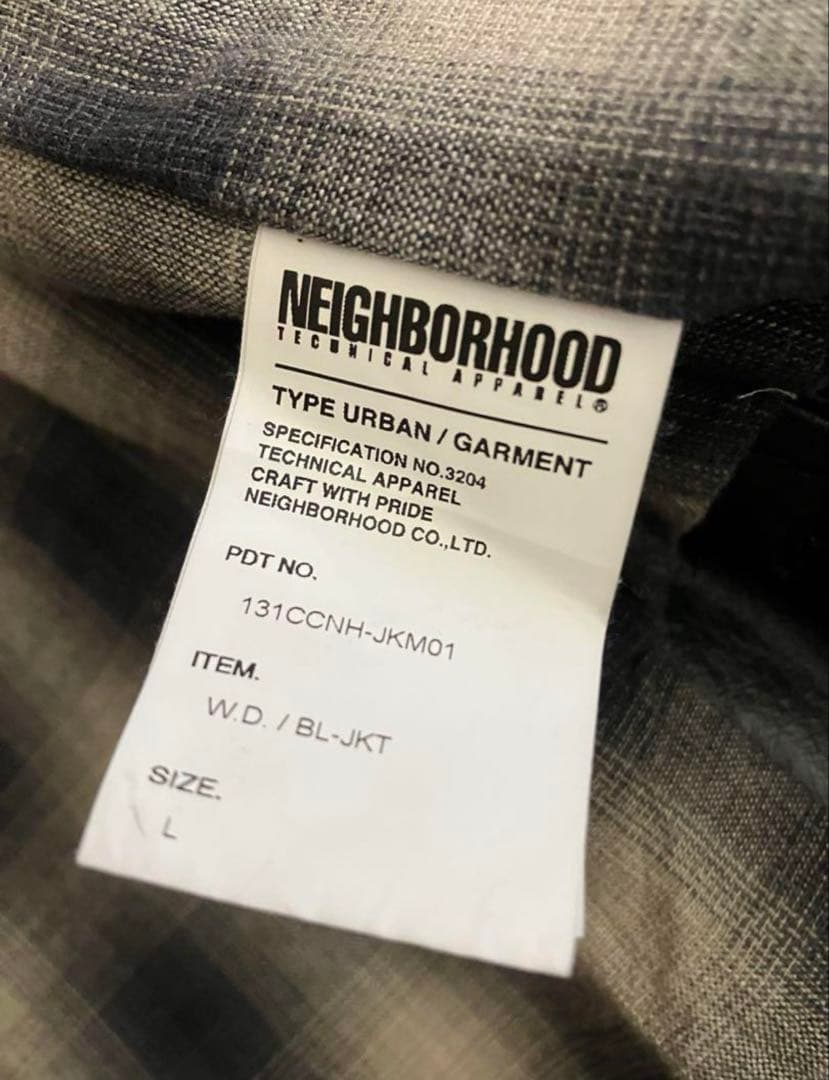 NEIGHBORHOOD
TECHNICAL APPAREL®
TYPE URBAN / GARMENT
SPECIFICATION NO.3204
TECHNICAL APPAREL
CRAFT WITH PRIDE
NEIGHBORHOOD CO.,LTD.
PDT NO.
131CCNH-JKM01
ITEM.
W.D. / BL-JKT
SIZE.
L